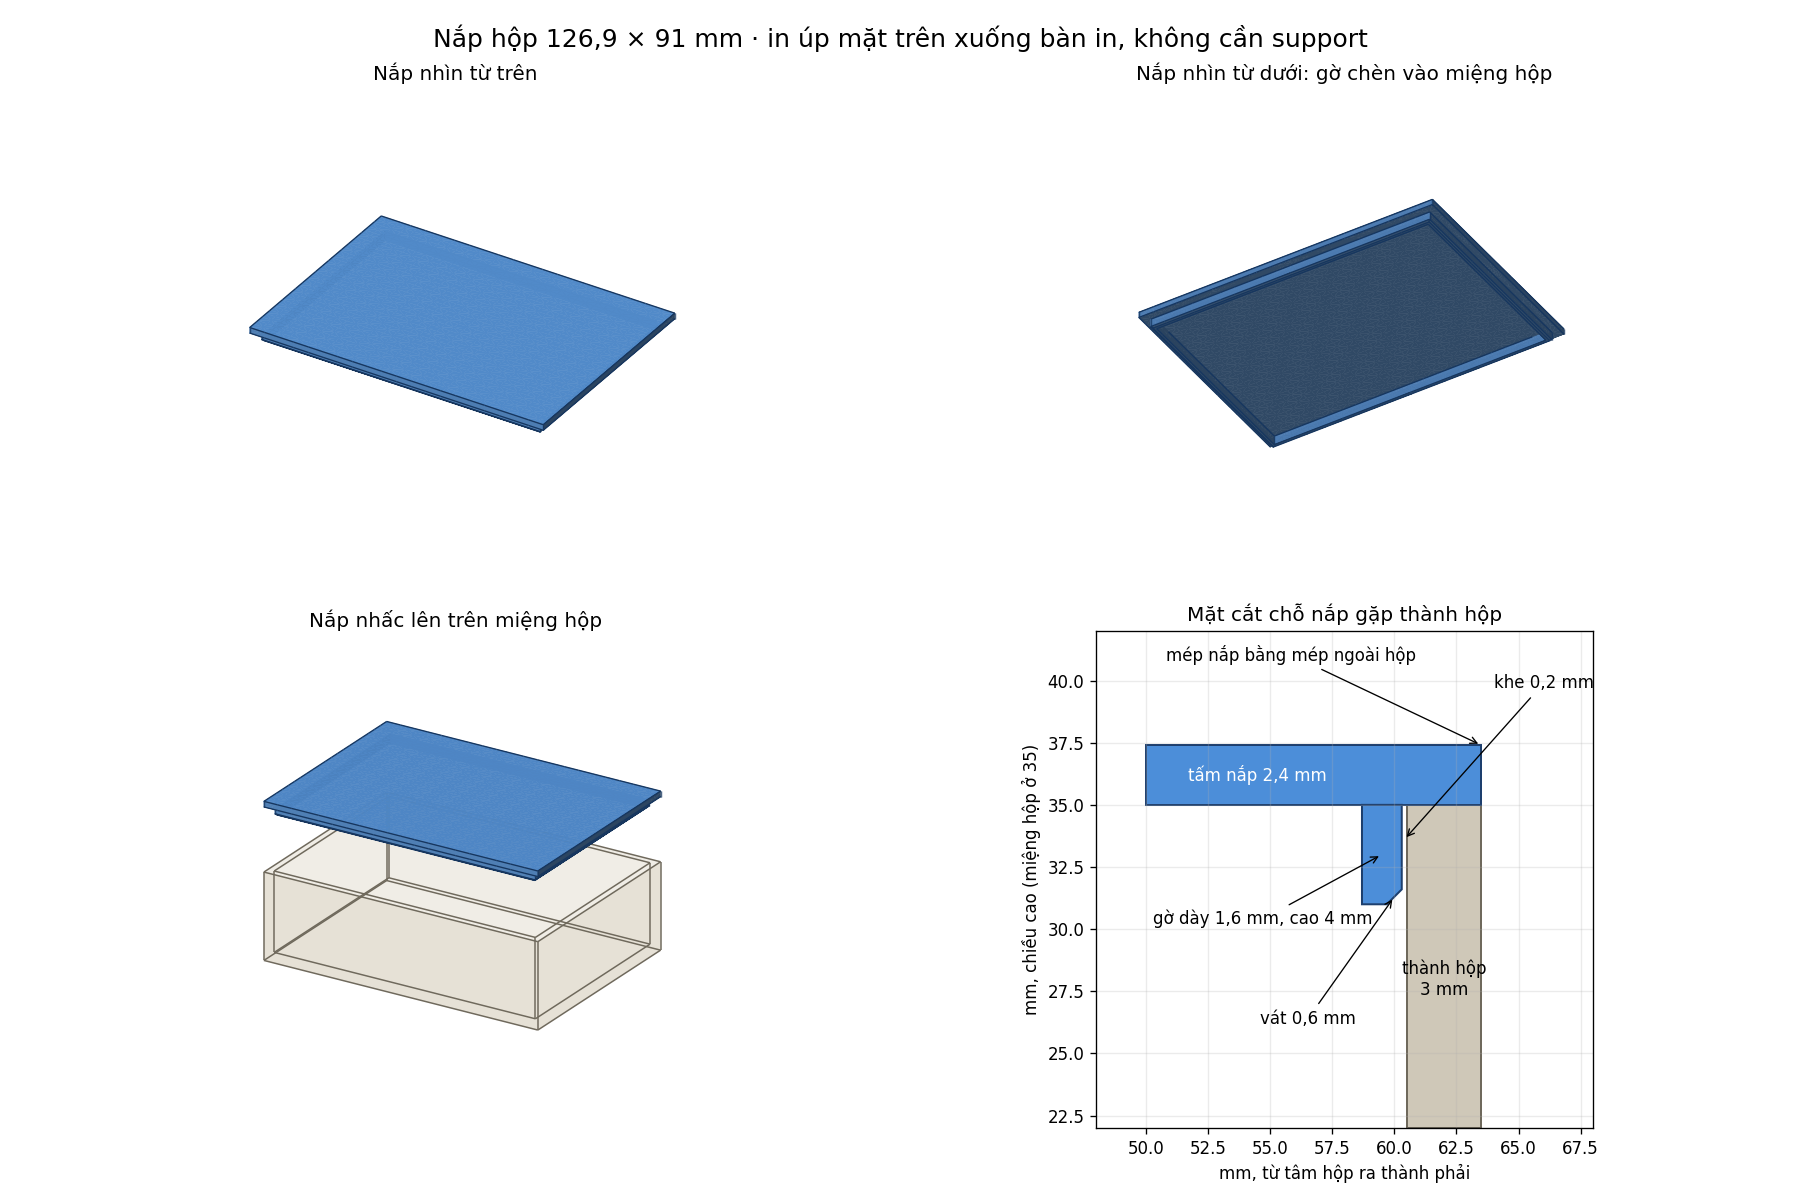 Nắp hộp 126,9 × 91 mm · in úp mặt trên xuống bàn in, không cần support
Nắp nhìn từ trên
Nắp nhìn từ dưới: gờ chèn vào miệng hộp
Nắp nhấc lên trên miệng hộp
Mặt cắt chỗ nắp gặp thành hộp
mép nắp bằng mép ngoài hộp
khe 0,2 mm
tấm nắp 2,4 mm
gờ dày 1,6 mm, cao 4 mm
thành hộp
3 mm
vát 0,6 mm
mm, chiều cao (miệng hộp ở 35)
40.0
37.5
35.0
32.5
30.0
27.5
25.0
22.5
50.0 52.5 55.0 57.5 60.0 62.5 65.0 67.5
mm, từ tâm hộp ra thành phải